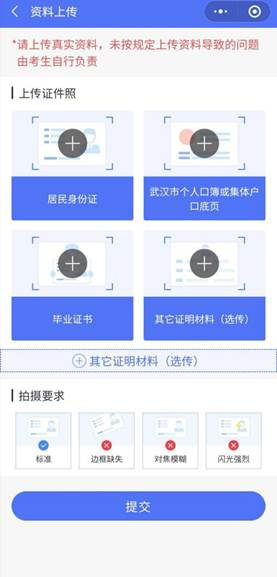 资料上传
*请上传真实资料，未按规定上传资料导致的问题
由考生自行负责
上传证件照
居民身份证
武汉市个人口簿或集体户
口底页
毕业证书
其它证明材料（选传）
其它证明材料（选传）
拍摄要求
标准
边框缺失
对焦模糊
闪光强烈
提交